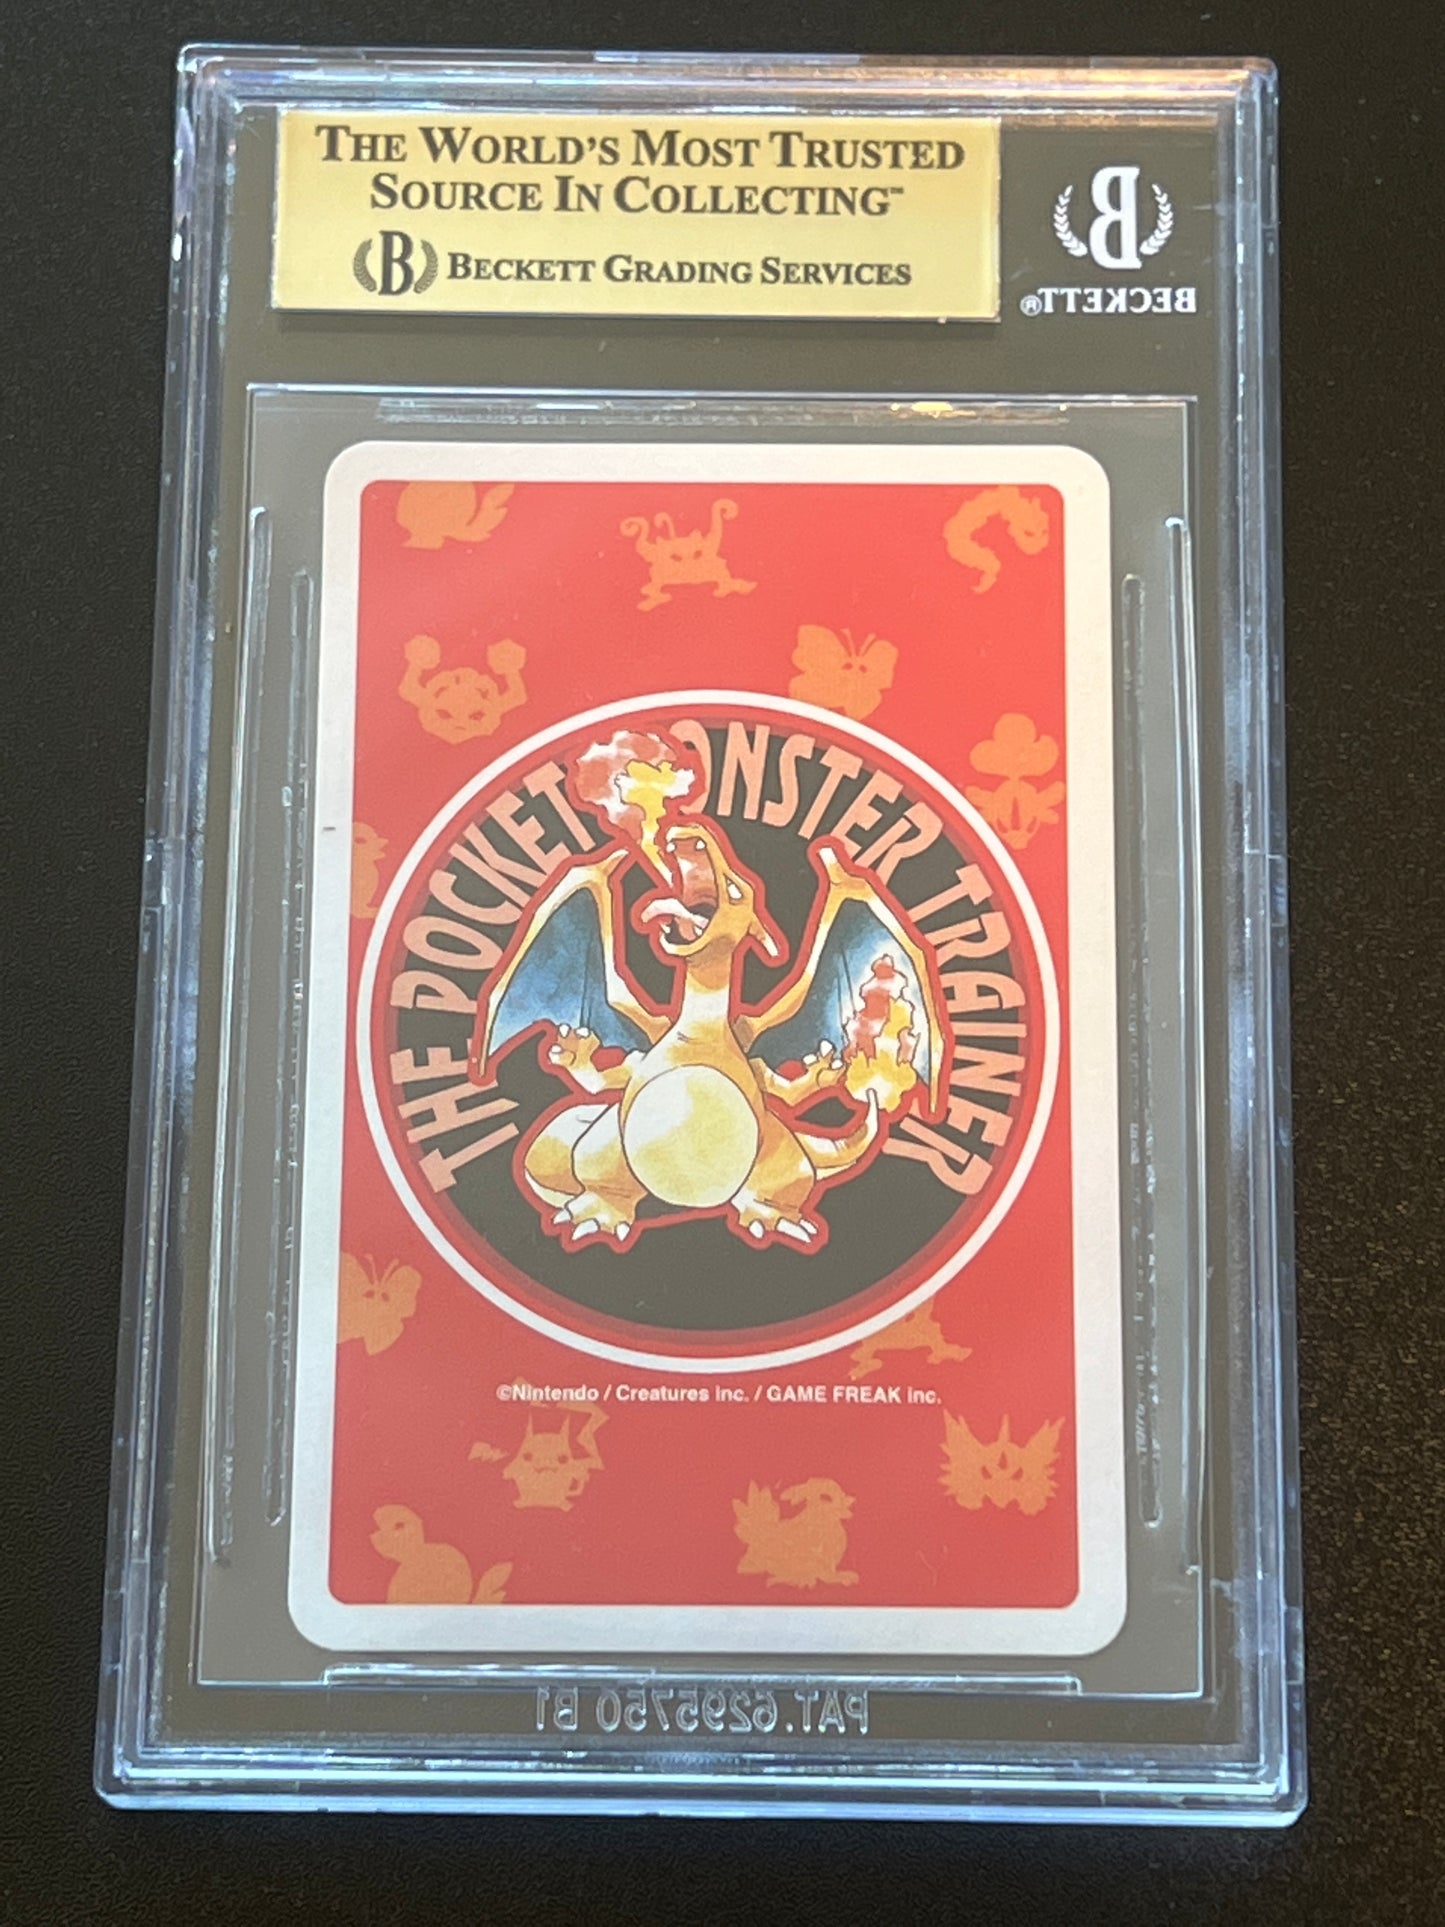 THE WORLD'S MOST TRUSTED
SOURCE IN COLLECTING™
B BECKETT GRADING SERVICES
B
BECKETT®
THE POCKET MONSTER TRAINER
©Nintendo / Creatures inc. / GAME FREAK inc.
PAT. 6295750 B1